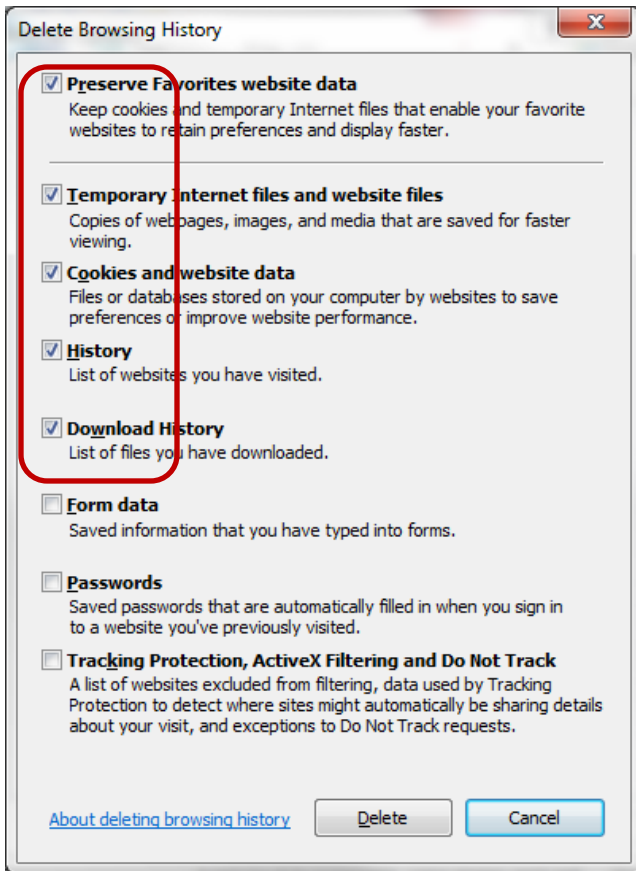 Delete Browsing History
Preserve Favorites website data
Keep cookies and temporary Internet files that enable your favorite
websites to retain preferences and display faster.
Temporary Internet files and website files
Copies of webpages, images, and media that are saved for faster
viewing.
Cookies and website data
Files or databases stored on your computer by websites to save
preferences or improve website performance.
History
List of websites you have visited.
Download History
List of files you have downloaded.
Form data
Saved information that you have typed into forms.
Passwords
Saved passwords that are automatically filled in when you sign in
to a website you've previously visited.
Tracking Protection, ActiveX Filtering and Do Not Track
A list of websites excluded from filtering, data used by Tracking
Protection to detect where sites might automatically be sharing details
about your visit, and exceptions to Do Not Track requests.
About deleting browsing history Delete Cancel